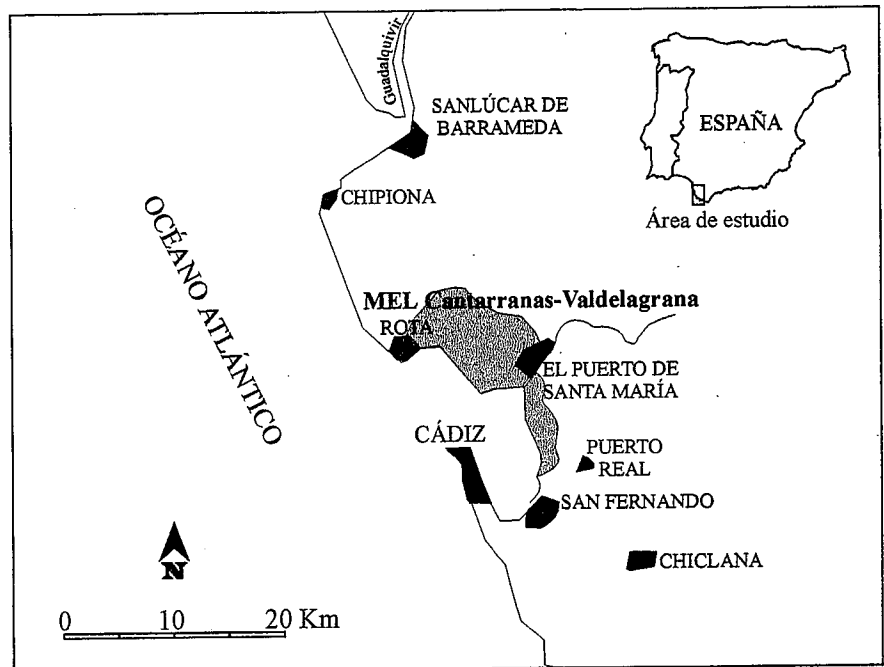 Guadalquivir
SANLÚCAR DE
BARRAMEDA
ESPAÑA
CHIPIONA
Área de estudio
OCÉANO ATLÁNTICO
MEL Cantarranas-Valdelagrana
ROTA
EL PUERTO DE
SANTA MARÍA
CÁDIZ
PUERTO
REAL
SAN FERNANDO
CHICLANA
N
0 10 20 Km